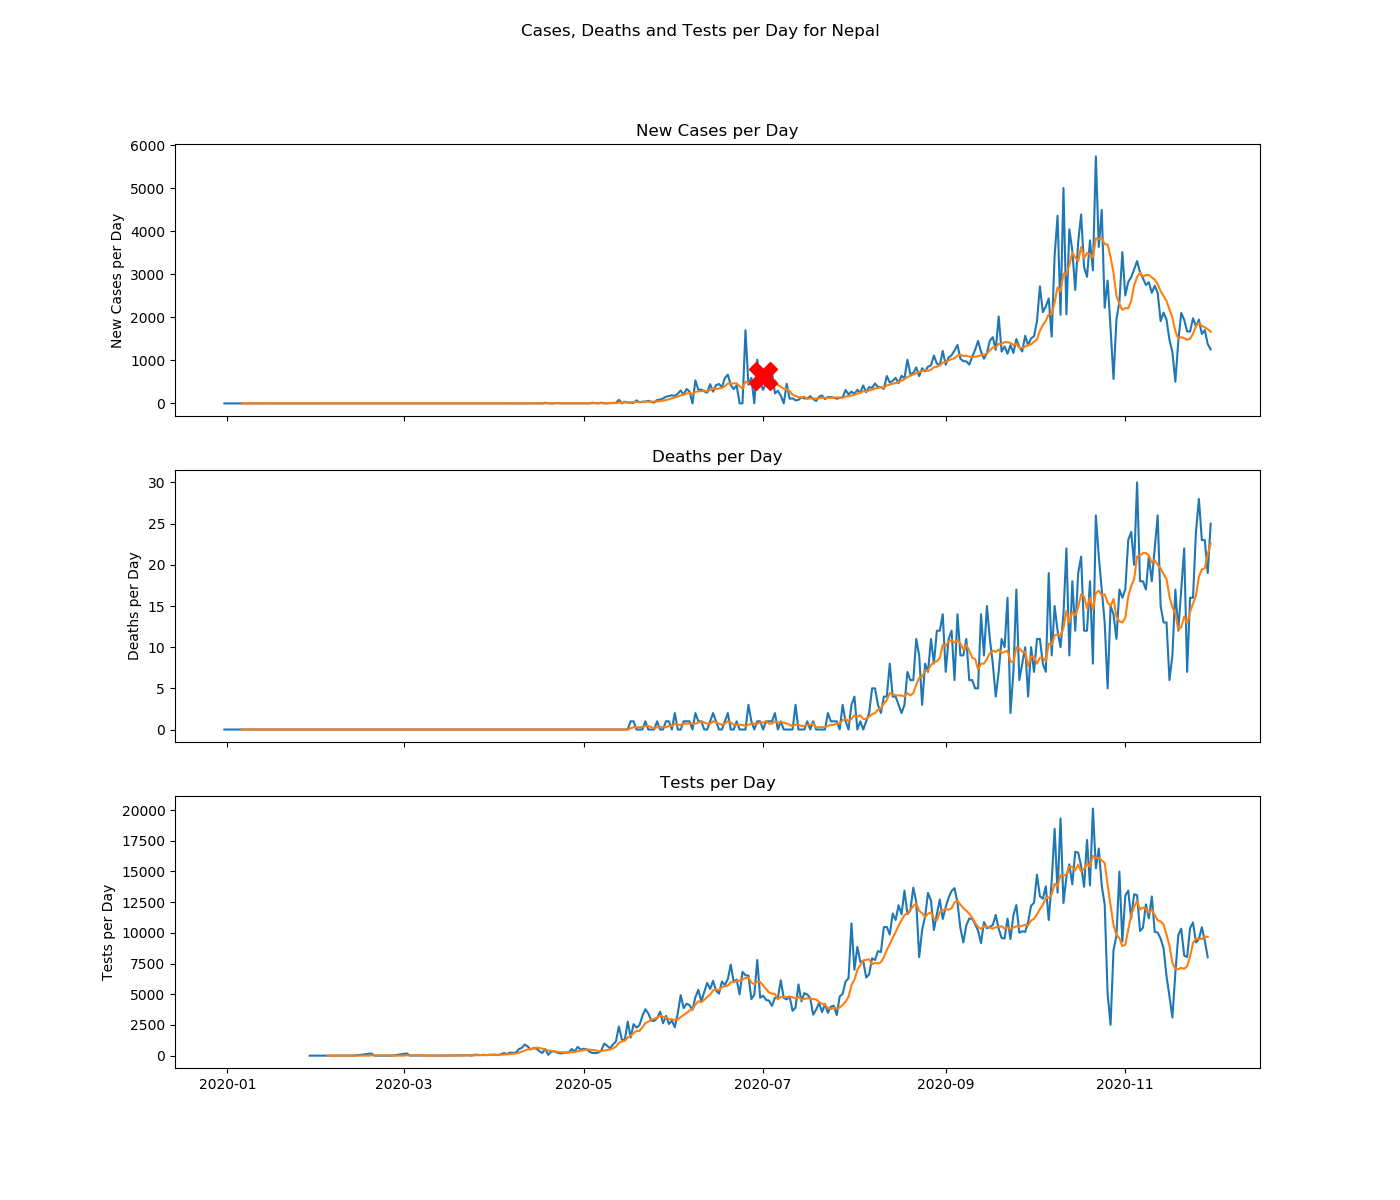 Cases, Deaths and Tests per Day for Nepal
New Cases per Day
6000
5000
4000
3000
2000
1000
0
New Cases per Day
Deaths per Day
30
25
20
15
10
5
0
Deaths per Day
Tests per Day
20000
17500
15000
12500
10000
7500
5000
2500
0
Tests per Day
2020-01 2020-03 2020-05 2020-07 2020-09 2020-11